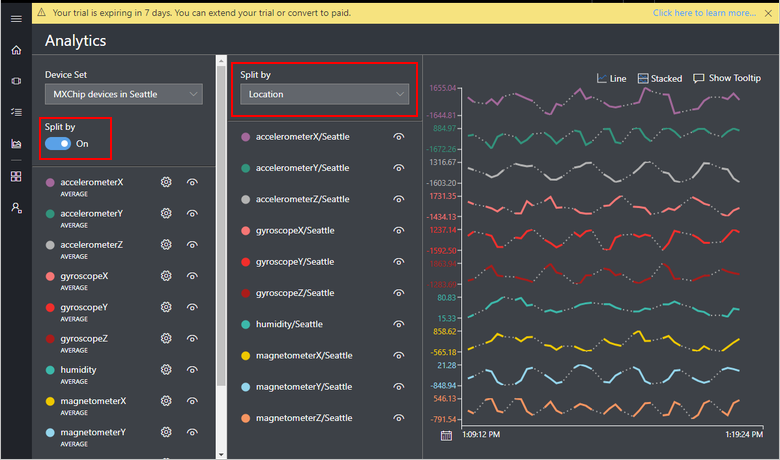 Your trial is expiring in 7 days. You can extend your trial or convert to paid.
Click here to learn more...
Analytics
Device Set
MXChip devices in Seattle
Split by
On
accelerometerX
AVERAGE
accelerometerY
AVERAGE
accelerometerZ
AVERAGE
gyroscopeX
AVERAGE
gyroscopeY
AVERAGE
gyroscopeZ
AVERAGE
humidity
AVERAGE
magnetometerX
AVERAGE
magnetometerY
AVERAGE
Split by
Location
accelerometerX/Seattle
accelerometerY/Seattle
accelerometerZ/Seattle
gyroscopeX/Seattle
gyroscopeY/Seattle
gyroscopeZ/Seattle
humidity/Seattle
magnetometerX/Seattle
magnetometerY/Seattle
magnetometerZ/Seattle
Line
Stacked
Show Tooltip
1655.04
-1644.81
884.97
-1672.26
1316.67
-1603.20
1731.35
-1434.13
1237.14
-1592.50
80.83
15.33
858.62
-565.18
21.28
-848.94
546.13
-791.54
1:09:12 PM
1:19:24 PM